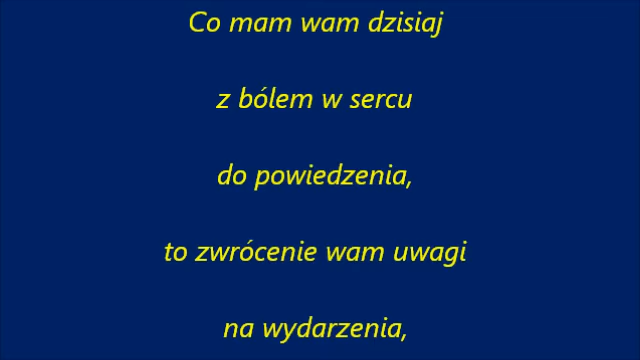 Co mam wam dzisiaj
z bólem w sercu
do powiedzenia,
to zwrócenie wam uwagi
na wydarzenia,